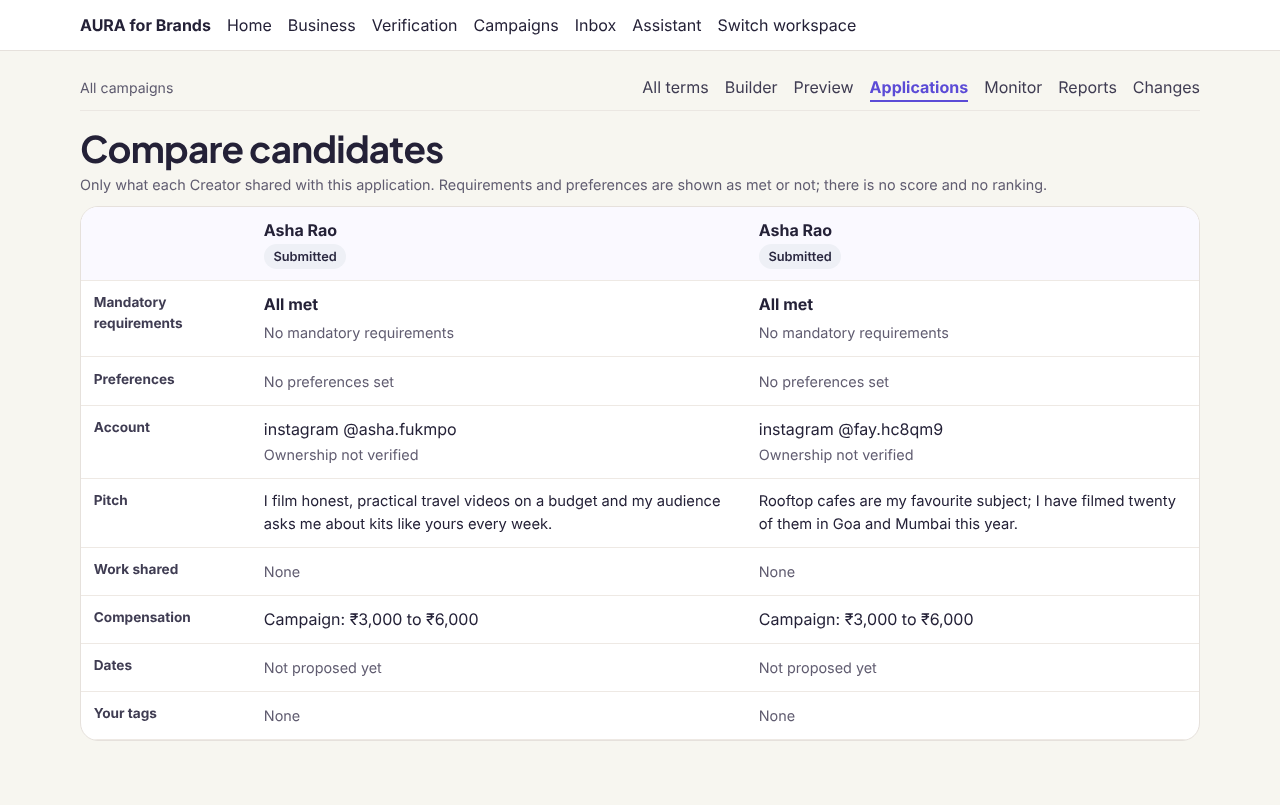 AURA for Brands Home Business Verification Campaigns Inbox Assistant Switch workspace
All campaigns All terms Builder Preview Applications Monitor Reports Changes
Compare candidates
Only what each Creator shared with this application. Requirements and preferences are shown as met or not; there is no score and no ranking.
Asha Rao Asha Rao
Submitted Submitted
Mandatory requirements All met All met
No mandatory requirements No mandatory requirements
Preferences No preferences set No preferences set
Account instagram @asha.fukmpo instagram @fay.hc8qm9
Ownership not verified Ownership not verified
Pitch I film honest, practical travel videos on a budget and my audience Rooftop cafes are my favourite subject; I have filmed twenty
asks me about kits like yours every week. of them in Goa and Mumbai this year.
Work shared None None
Compensation Campaign: ₹3,000 to ₹6,000 Campaign: ₹3,000 to ₹6,000
Dates Not proposed yet Not proposed yet
Your tags None None